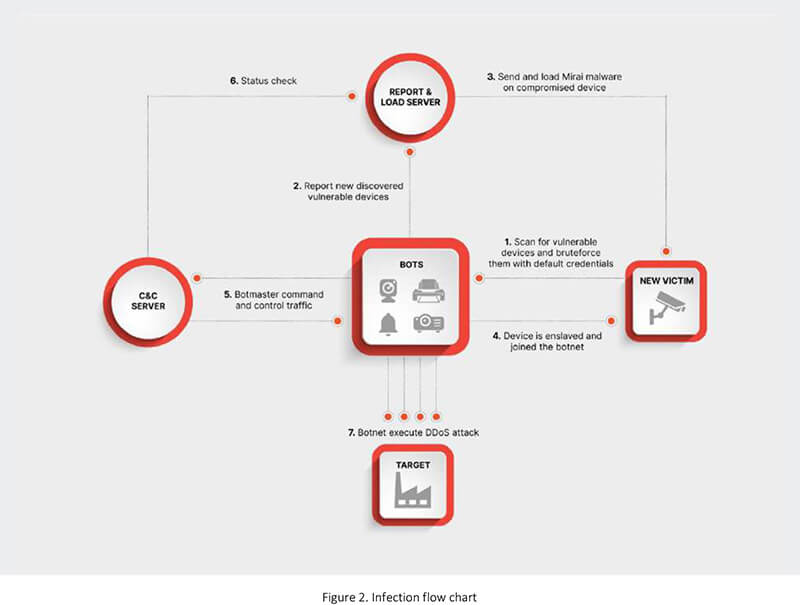 6. Status check
REPORT &
LOAD SERVER
3. Send and load Mirai malware
on compromised device
2. Report new discovered
vulnerable devices
1. Scan for vulnerable
devices and bruteforce
them with default credentials
BOTS
NEW VICTIM
C&C
SERVER
5. Botmaster command
and control traffic
4. Device is enslaved and
joined the botnet
7. Botnet execute DDoS attack
TARGET
Figure 2. Infection flow chart